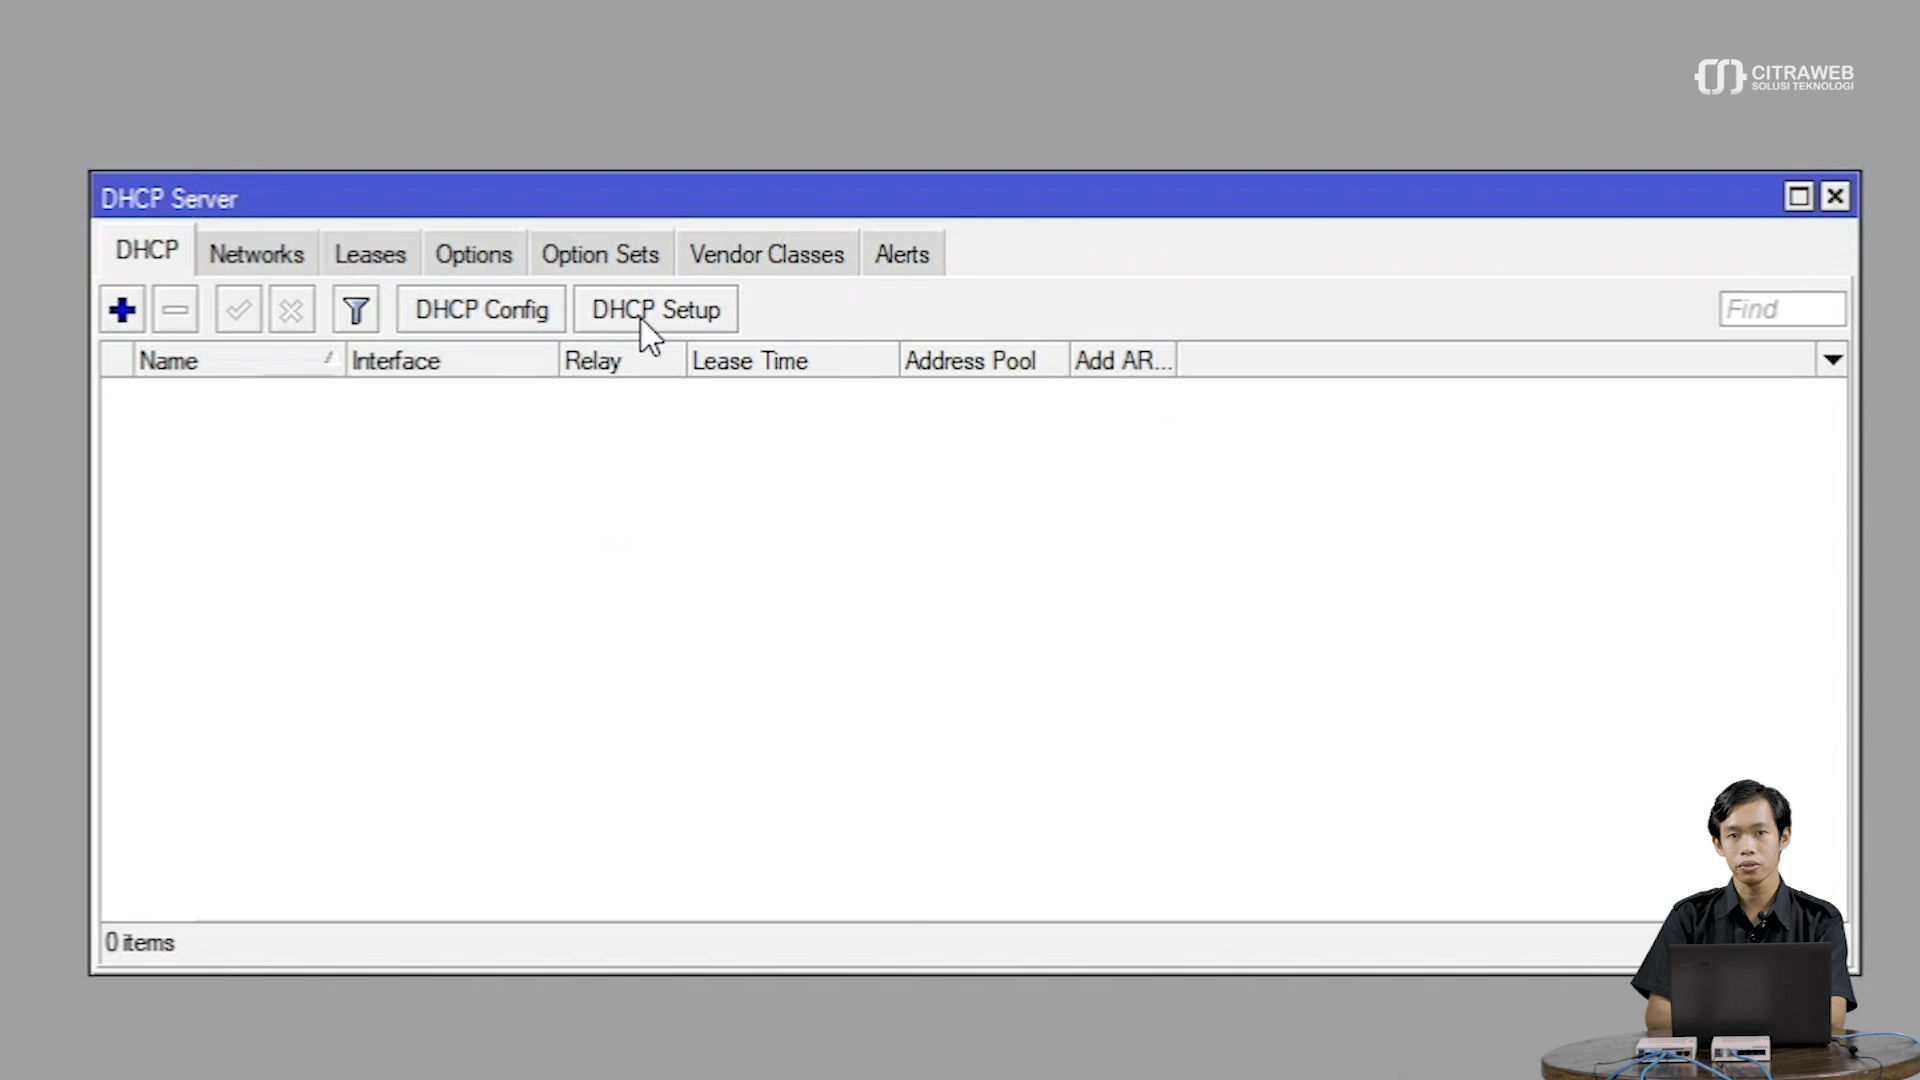 CITRAWEB
SOLUSI TEKNOLOGI
DHCP Server
DHCP Networks Leases Options Option Sets Vendor Classes Alerts
DHCP Config DHCP Setup Find
Name Interface Relay Lease Time Address Pool Add AR...
0 items